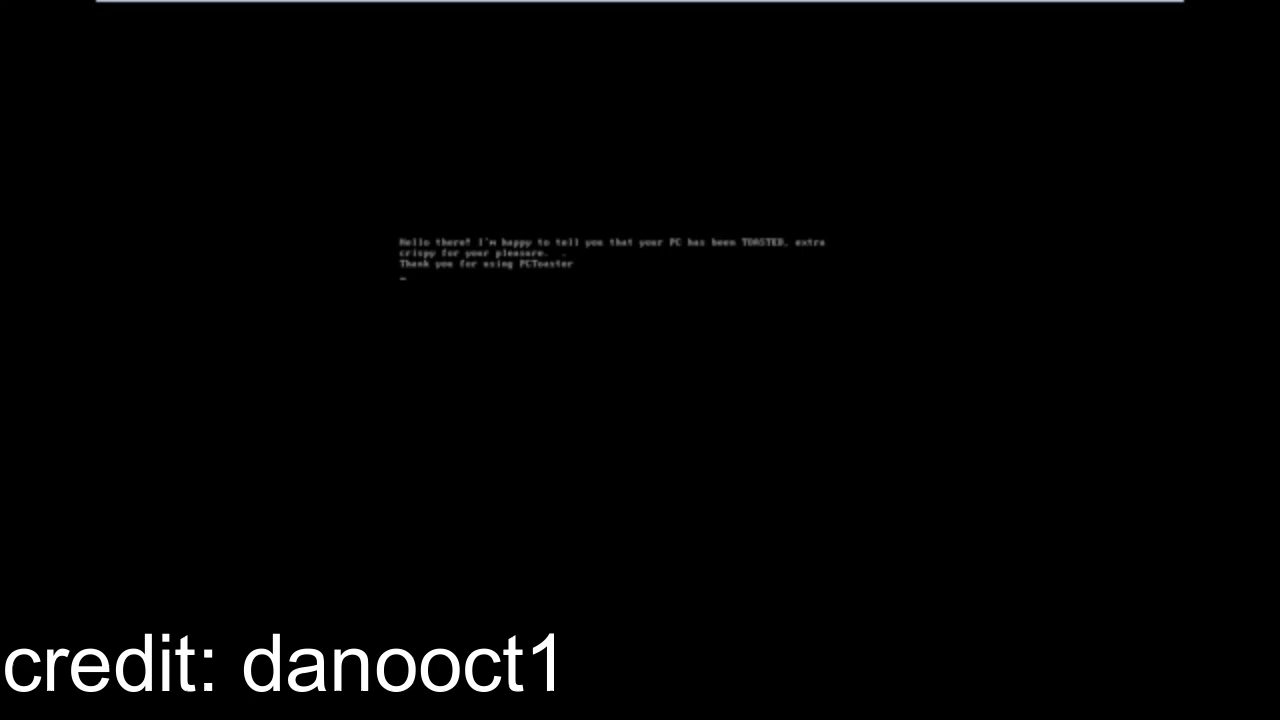 Hello there! I'm happy to tell you that your PC has been TOASTED, extra
crispy for your pleasure. .
Thank you for using PCToaster
_
credit: danooct1